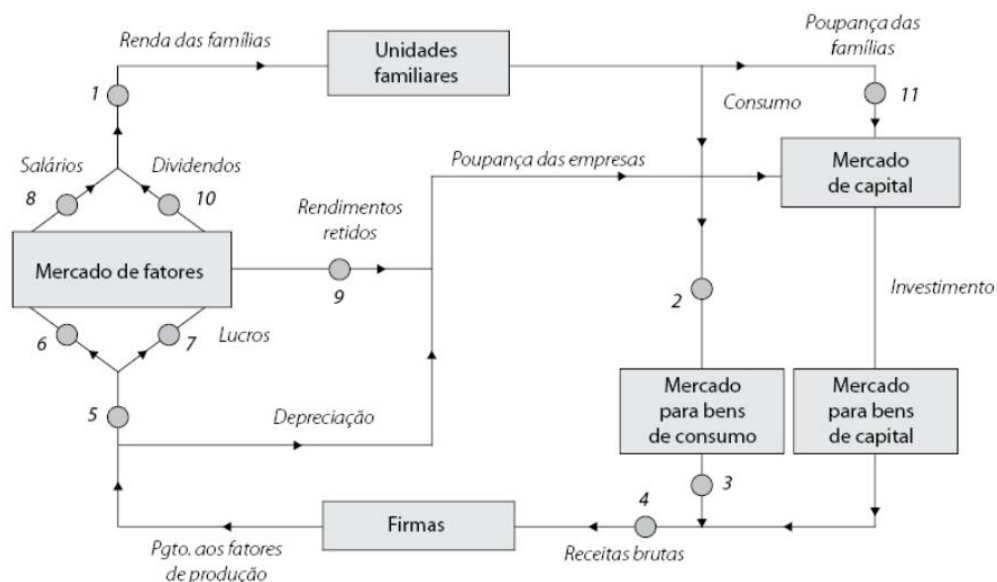 Renda das famílias
Unidades
familiares
Poupança das
famílias
1
11
Consumo
Salários
Dividendos
Poupança das empresas
Mercado
de capital
8
10
Rendimentos
retidos
Mercado de fatores
9
2
Investimento
6
7
Lucros
5
Depreciação
Mercado
para bens
de consumo
Mercado
para bens
de capital
3
4
Firmas
Pgto. aos fatores
de produção
Receitas brutas